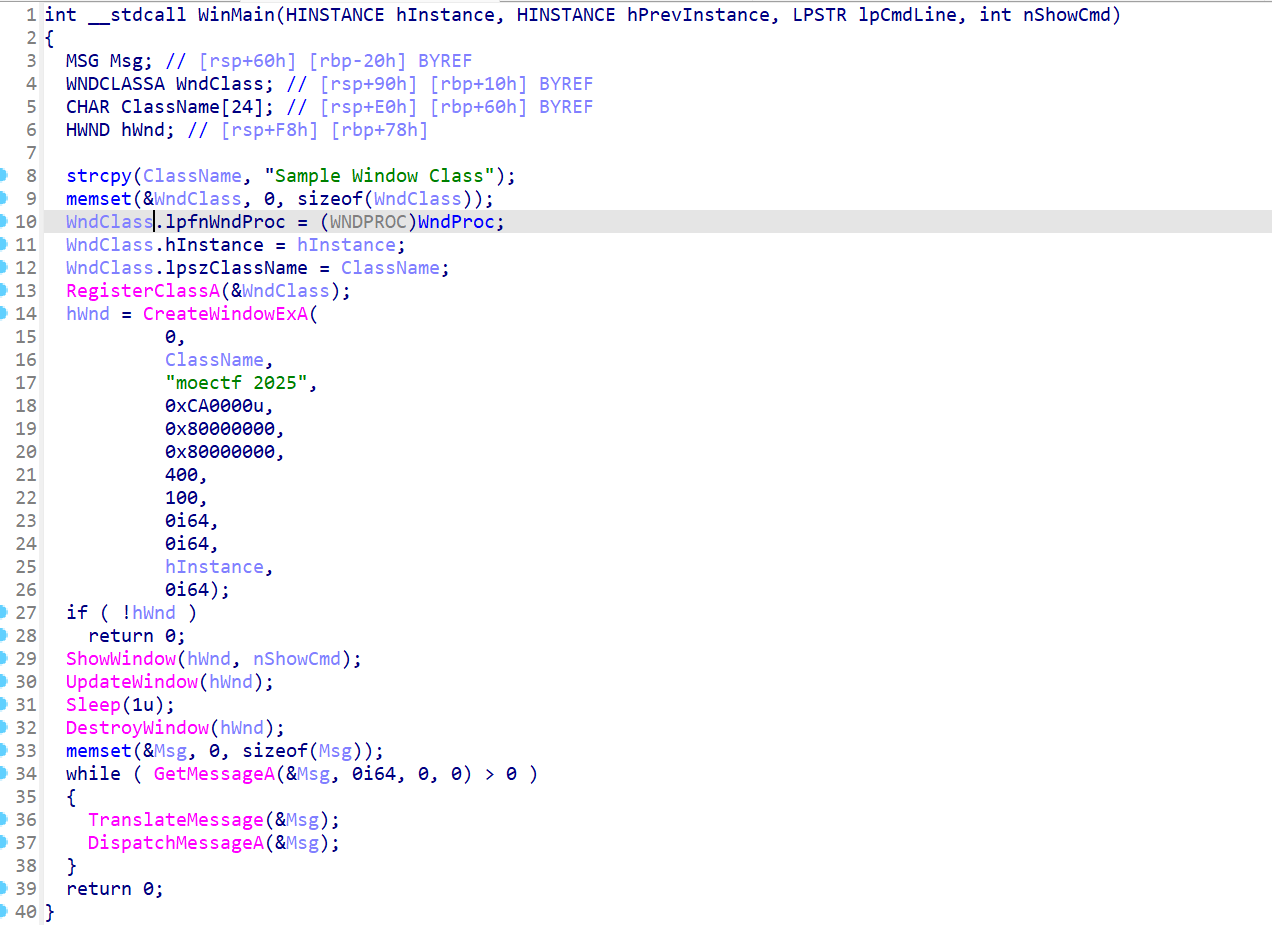 1 int __stdcall WinMain(HINSTANCE hInstance, HINSTANCE hPrevInstance, LPSTR lpCmdLine, int nShowCmd)
2 {
3   MSG Msg; // [rsp+60h] [rbp-20h] BYREF
4   WNDCLASSA WndClass; // [rsp+90h] [rbp+10h] BYREF
5   CHAR ClassName[24]; // [rsp+E0h] [rbp+60h] BYREF
6   HWND hWnd; // [rsp+F8h] [rbp+78h]
7
8   strcpy(ClassName, "Sample Window Class");
9   memset(&WndClass, 0, sizeof(WndClass));
10   WndClass.lpfnWndProc = (WNDPROC)WndProc;
11   WndClass.hInstance = hInstance;
12   WndClass.lpszClassName = ClassName;
13   RegisterClassA(&WndClass);
14   hWnd = CreateWindowExA(
15            0,
16            ClassName,
17            "moectf 2025",
18            0xCA0000u,
19            0x80000000,
20            0x80000000,
21            400,
22            100,
23            0i64,
24            0i64,
25            hInstance,
26            0i64);
27   if ( !hWnd )
28     return 0;
29   ShowWindow(hWnd, nShowCmd);
30   UpdateWindow(hWnd);
31   Sleep(1u);
32   DestroyWindow(hWnd);
33   memset(&Msg, 0, sizeof(Msg));
34   while ( GetMessageA(&Msg, 0i64, 0, 0) > 0 )
35   {
36     TranslateMessage(&Msg);
37     DispatchMessageA(&Msg);
38   }
39   return 0;
40 }